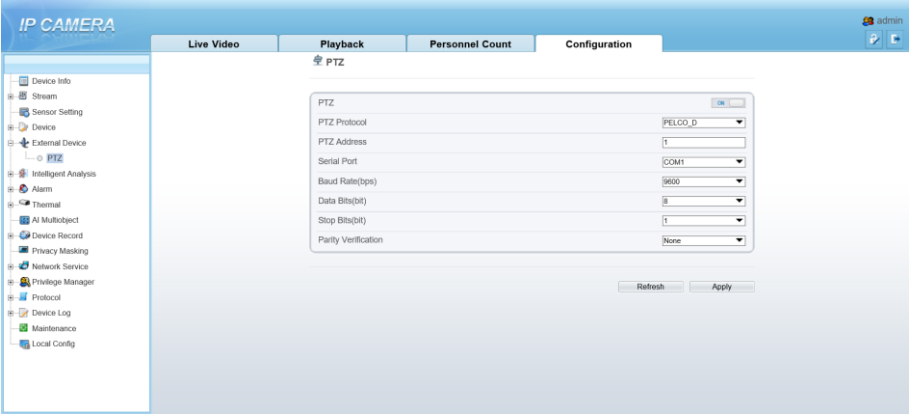 IP CAMERA
admin
Live Video Playback Personnel Count Configuration
PTZ
Device Info
Stream
Sensor Setting
Device
External Device
PTZ
Intelligent Analysis
Alarm
Thermal
AI Multiobject
Device Record
Privacy Masking
Network Service
Privilege Manager
Protocol
Device Log
Maintenance
Local Config
PTZ ON
PTZ Protocol PELCO_D
PTZ Address 1
Serial Port COM1
Baud Rate(bps) 9600
Data Bits(bit) 8
Stop Bits(bit) 1
Parity Verification None
Refresh Apply